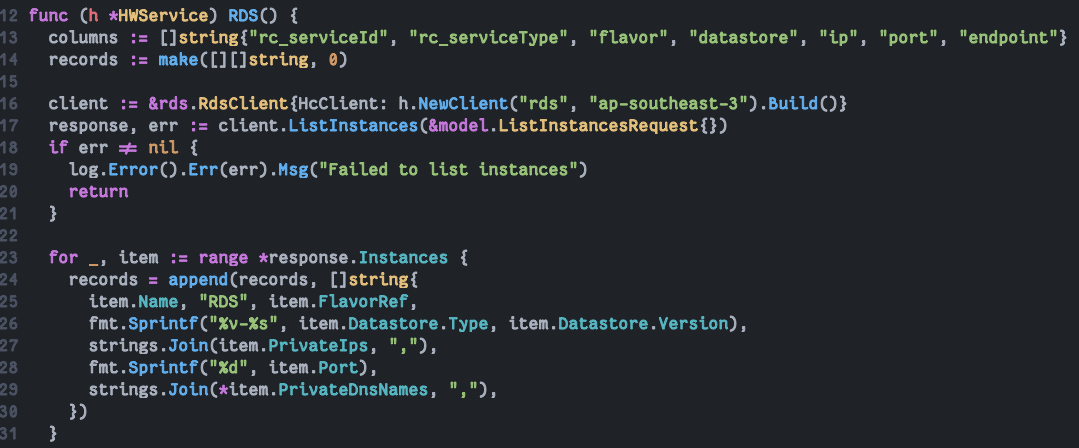 12 func (h *HWService) RDS() {
13   columns := []string{"rc_serviceId", "rc_serviceType", "flavor", "datastore", "ip", "port", "endpoint"}
14   records := make([][]string, 0)
15
16   client := &rds.RdsClient{HcClient: h.NewClient("rds", "ap-southeast-3").Build()}
17   response, err := client.ListInstances(&model.ListInstancesRequest{})
18   if err ≠ nil {
19     log.Error().Err(err).Msg("Failed to list instances")
20     return
21   }
22
23   for _, item := range *response.Instances {
24     records = append(records, []string{
25       item.Name, "RDS", item.FlavorRef,
26       fmt.Sprintf("%v-%s", item.Datastore.Type, item.Datastore.Version),
27       strings.Join(item.PrivateIps, ","),
28       fmt.Sprintf("%d", item.Port),
29       strings.Join(*item.PrivateDnsNames, ","),
30     })
31   }